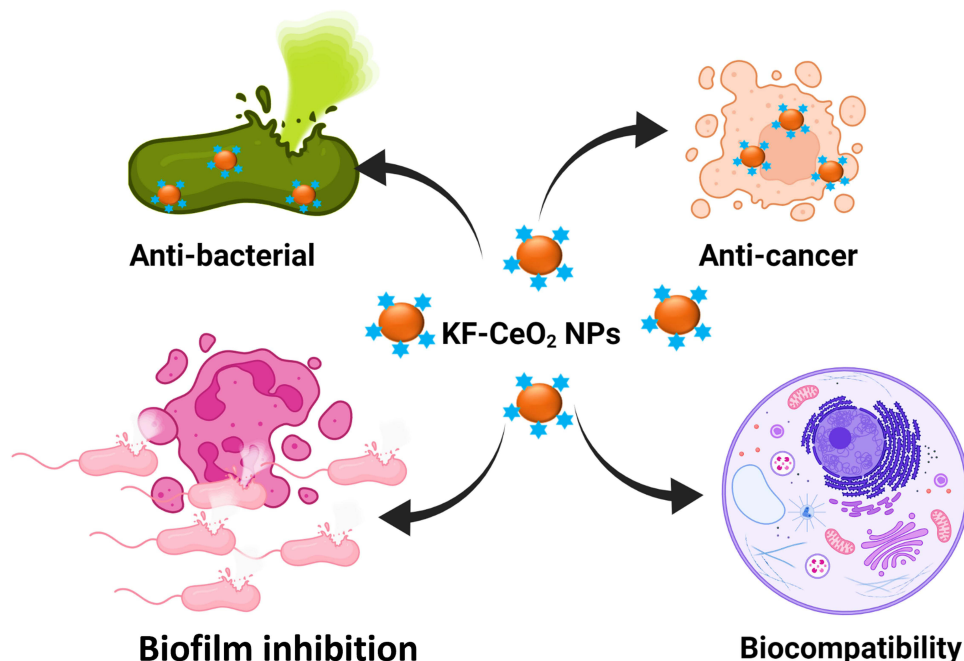 Anti-bacterial
Anti-cancer
KF-CeO₂ NPs
Biofilm inhibition
Biocompatibility